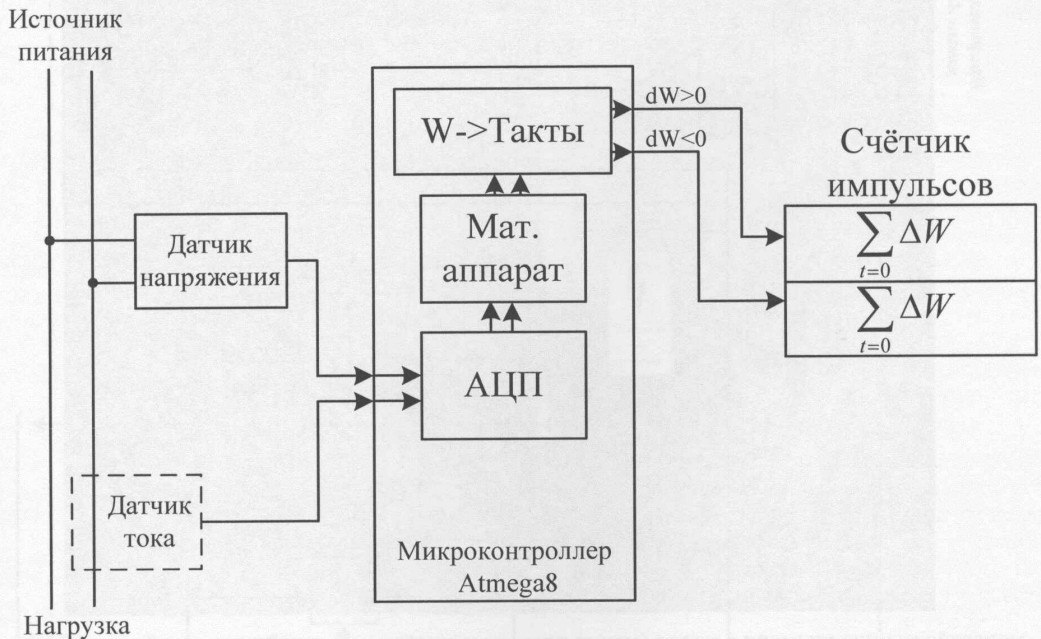 Источник
питания
W->Такты
dW>0
dW<0
Счётчик
импульсов
Мат.
аппарат
Датчик
напряжения
∑ ΔW
t=0
∑ ΔW
t=0
АЦП
Датчик
тока
Микроконтроллер
Atmega8
Нагрузка